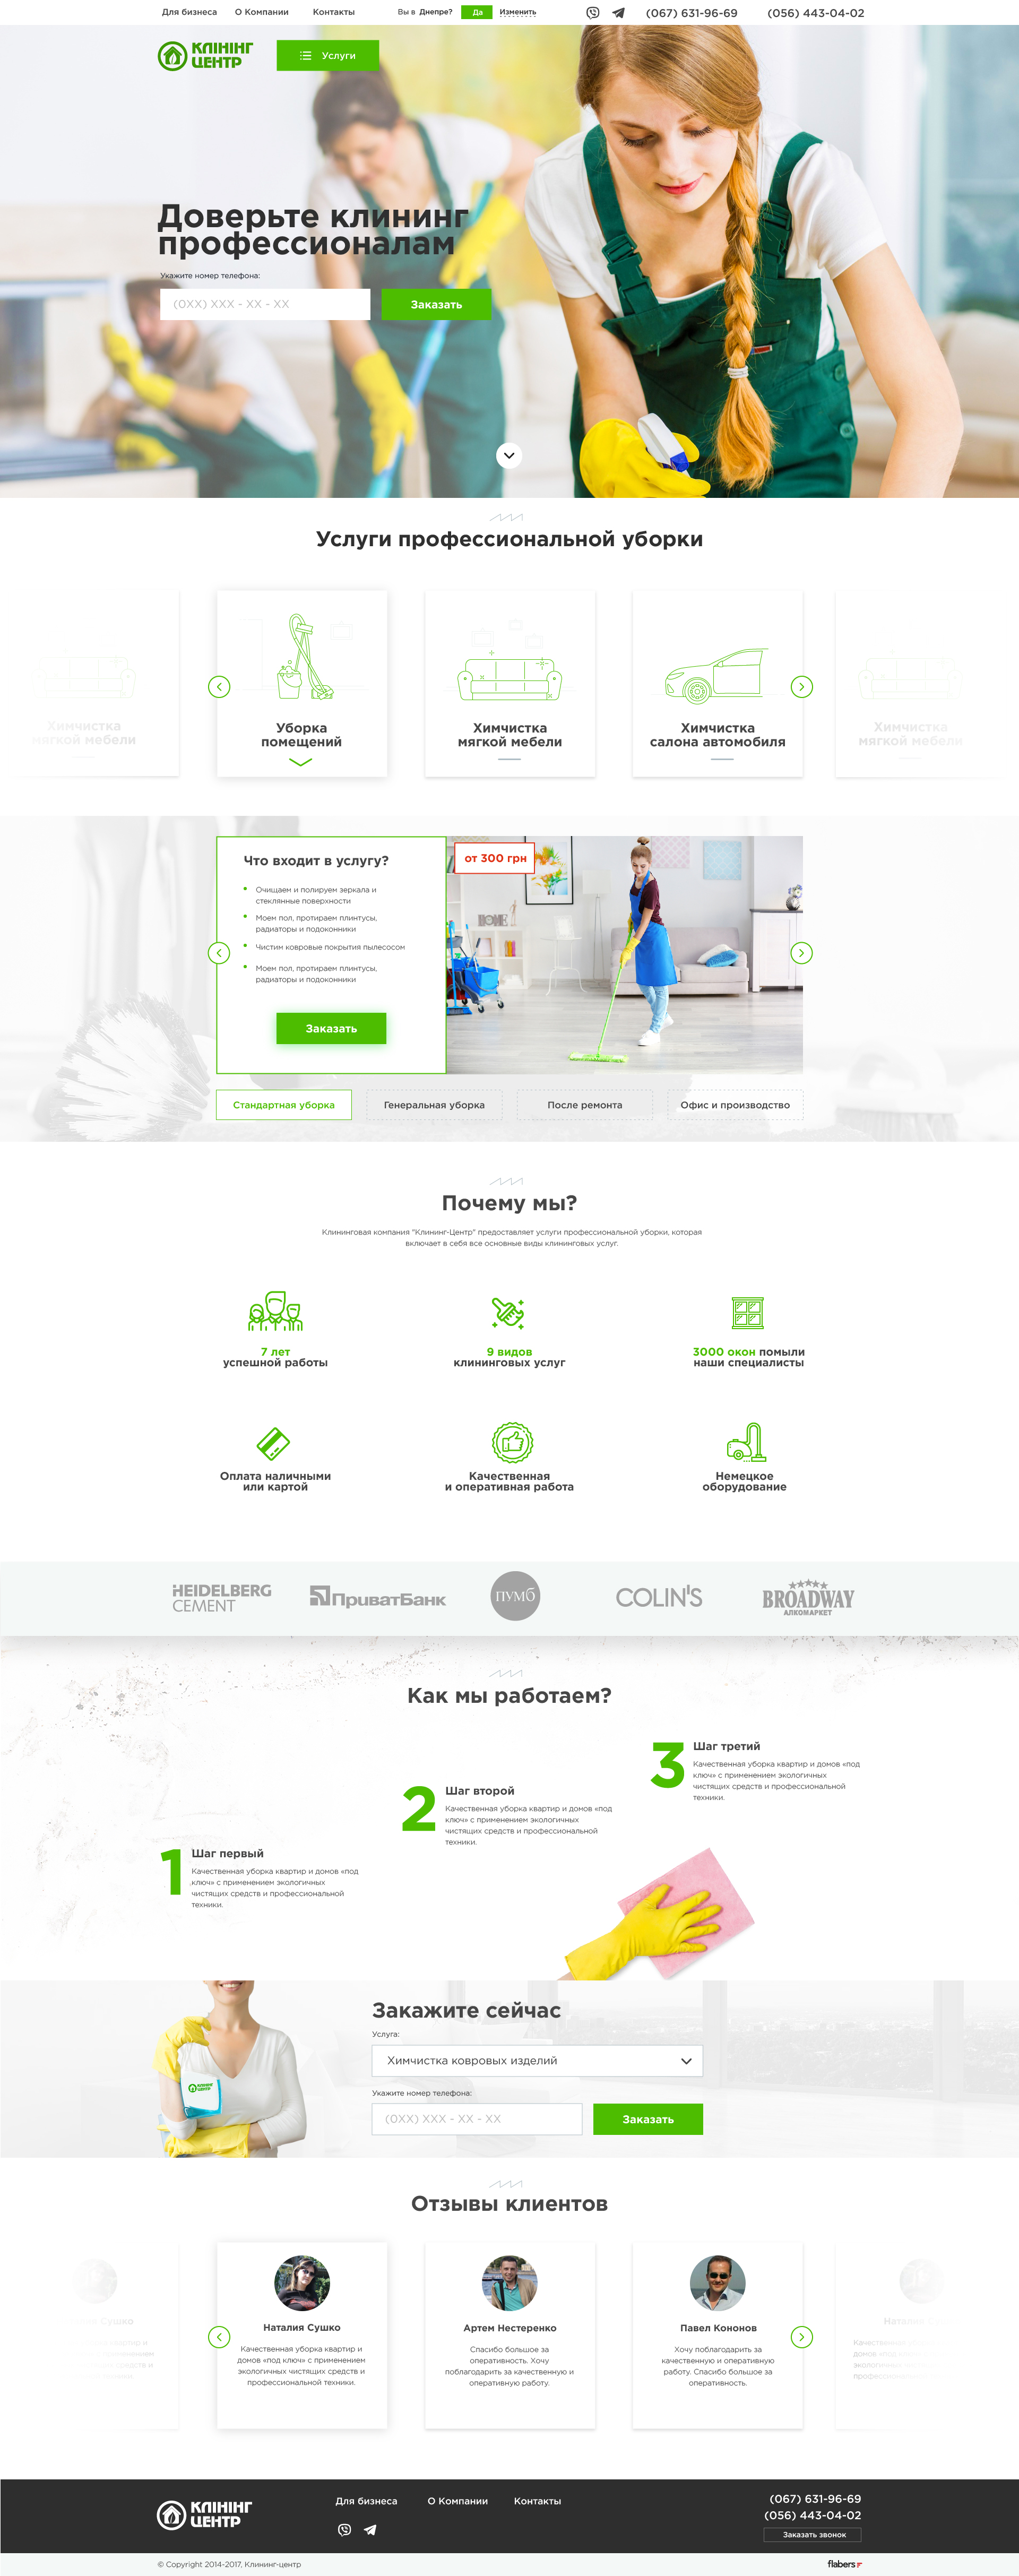 Для бизнеса
О Компании
Контакты
Вы в Днепре?
Да
Изменить
(067) 631-96-69
(056) 443-04-02
КЛІНІНГ
ЦЕНТР
Услуги
Доверьте клининг
профессионалам
Укажите номер телефона:
(0XX) XXX - XX - XX
Заказать
Услуги профессиональной уборки
Химчистка
мягкой мебели
Уборка
помещений
Химчистка
мягкой мебели
Химчистка
салона автомобиля
Химчистка
мягкой мебели
Что входит в услугу?
Очищаем и полируем зеркала и
стеклянные поверхности
Моем пол, протираем плинтусы,
радиаторы и подоконники
Чистим ковровые покрытия пылесосом
Моем пол, протираем плинтусы,
радиаторы и подоконники
Заказать
от 300 грн
HOME
Стандартная уборка
Генеральная уборка
После ремонта
Офис и производство
Почему мы?
Клининговая компания "Клининг-Центр" предоставляет услуги профессиональной уборки, которая
включает в себя все основные виды клининговых услуг.
7 лет
успешной работы
9 видов
клининговых услуг
3000 окон помыли
наши специалисты
Оплата наличными
или картой
Качественная
и оперативная работа
Немецкое
оборудование
HEIDELBERG
CEMENT
ПриватБанк
ПУМБ
COLIN'S
BROADWAY
АЛКОМАРКЕТ
Как мы работаем?
3
Шаг третий
Качественная уборка квартир и домов «под
ключ» с применением экологичных
чистящих средств и профессиональной
техники.
2
Шаг второй
Качественная уборка квартир и домов «под
ключ» с применением экологичных
чистящих средств и профессиональной
техники.
1
Шаг первый
Качественная уборка квартир и домов «под
ключ» с применением экологичных
чистящих средств и профессиональной
техники.
КЛІНІНГ
ЦЕНТР
Закажите сейчас
Услуга:
Химчистка ковровых изделий
Укажите номер телефона:
(0XX) XXX - XX - XX
Заказать
Отзывы клиентов
Сушко
Наталия Сушко
Качественная уборка квартир и
домов «под ключ» с применением
экологичных чистящих средств и
профессиональной техники.
Артем Нестеренко
Спасибо большое за
оперативность. Хочу
поблагодарить за качественную и
оперативную работу.
Павел Кононов
Хочу поблагодарить за
качественную и оперативную
работу. Спасибо большое за
оперативность.
КЛІНІНГ
ЦЕНТР
Для бизнеса
О Компании
Контакты
(067) 631-96-69
(056) 443-04-02
Заказать звонок
© Copyright 2014-2017, Клининг-центр
flabers